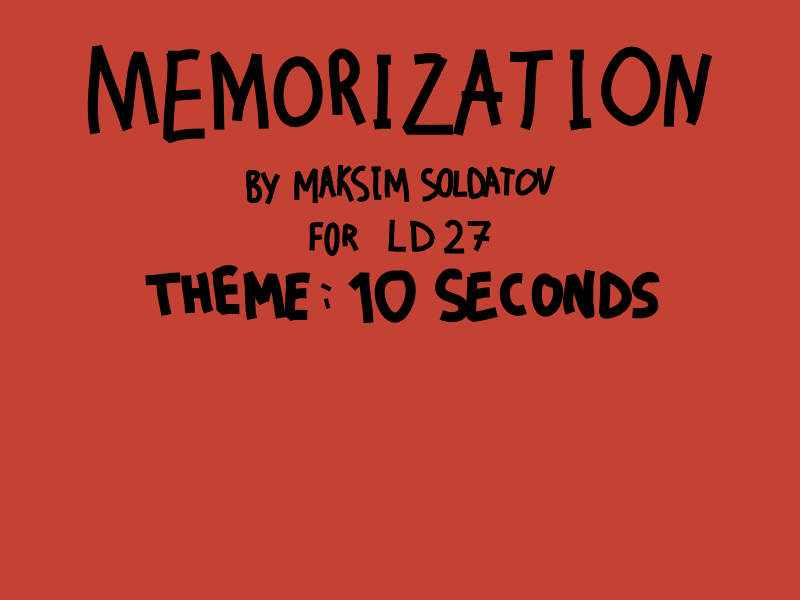 MEMORIZATION
BY MAKSIM SOLDATOV
FOR LD 27
THEME: 10 SECONDS